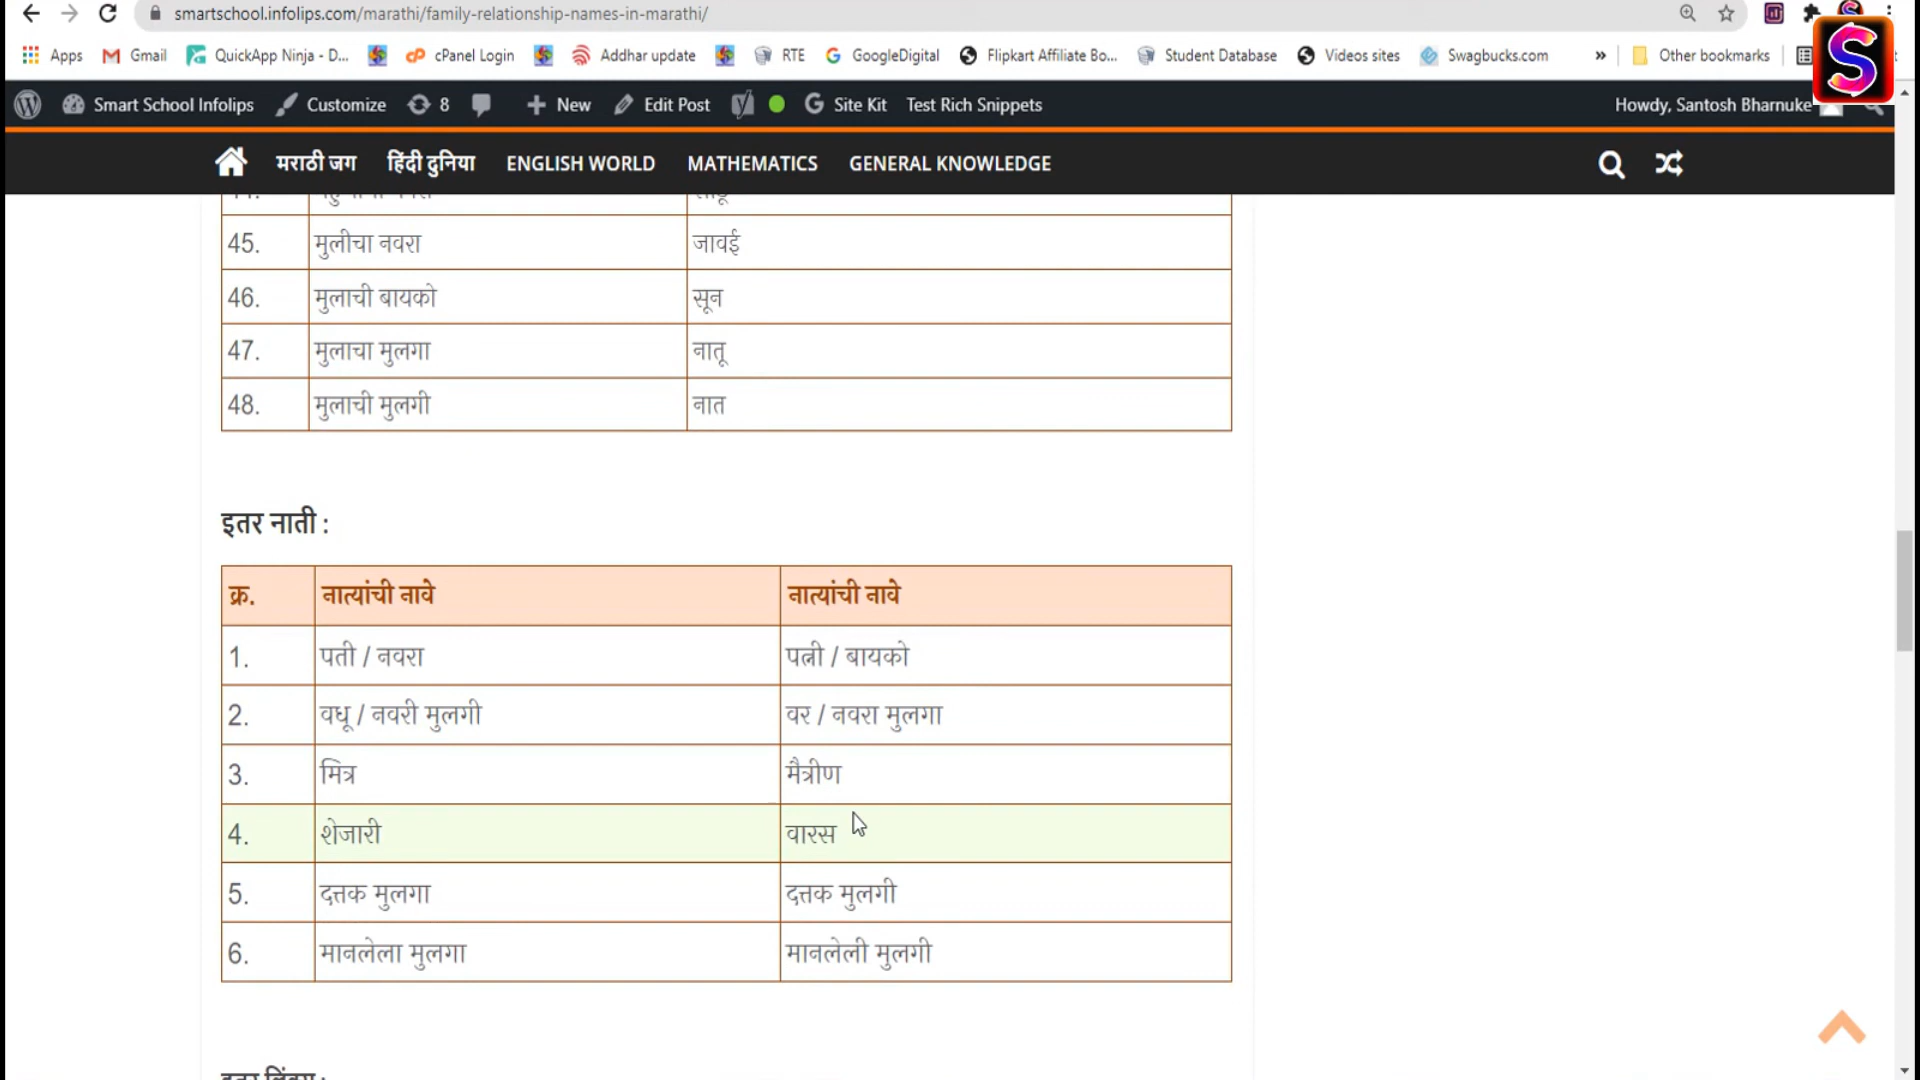 smartschool.infolips.com/marathi/family-relationship-names-in-marathi/
Apps Gmail QuickApp Ninja - D... cPanel Login Addhar update RTE GoogleDigital Flipkart Affiliate Bo... Student Database Videos sites Swagbucks.com » Other bookmarks
Smart School Infolips Customize 8 New Edit Post Site Kit Test Rich Snippets Howdy, Santosh Bharnuke
मराठी जग हिंदी दुनिया ENGLISH WORLD MATHEMATICS GENERAL KNOWLEDGE
45. मुलीचा नवरा जावई
46. मुलाची बायको सून
47. मुलाचा मुलगा नातू
48. मुलाची मुलगी नात
इतर नाती :
क्र. नात्यांची नावे नात्यांची नावे
1. पती / नवरा पत्नी / बायको
2. वधू / नवरी मुलगी वर / नवरा मुलगा
3. मित्र मैत्रीण
4. शेजारी वारस
5. दत्तक मुलगा दत्तक मुलगी
6. मानलेला मुलगा मानलेली मुलगी